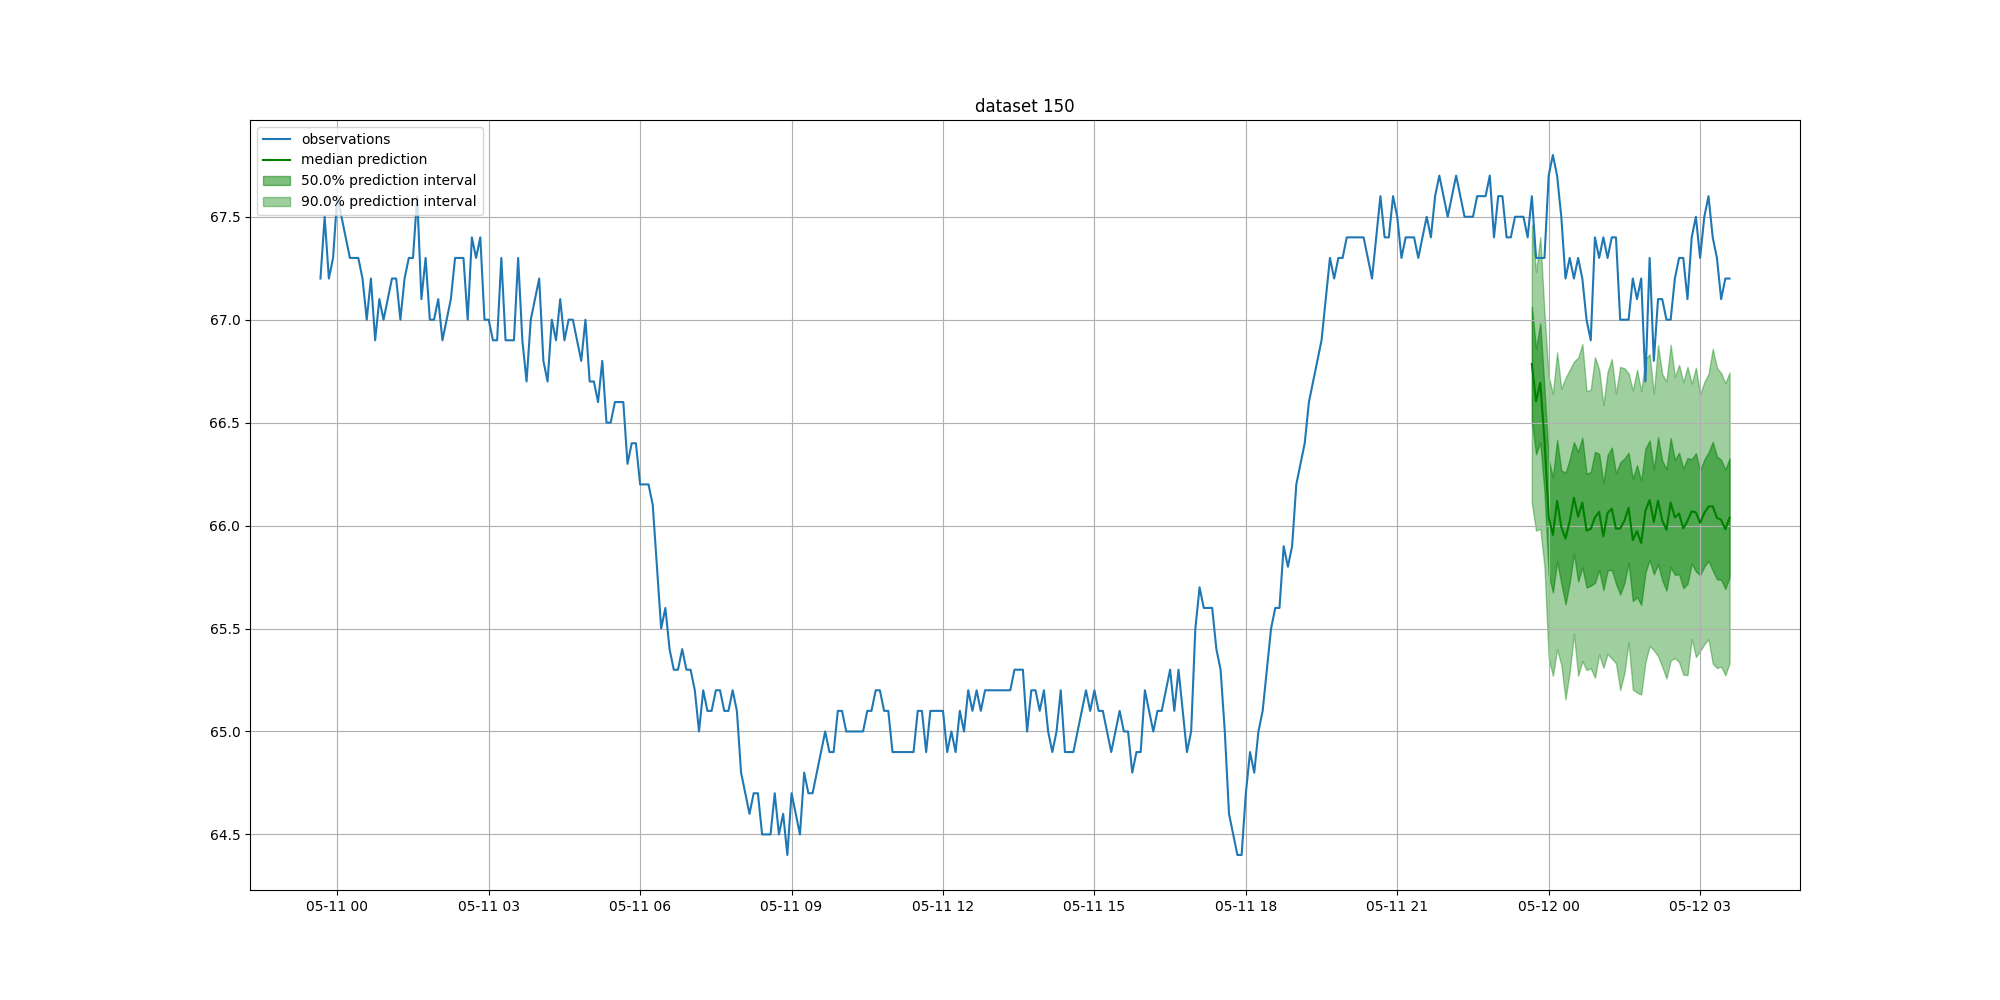 dataset 150
observations
median prediction
50.0% prediction interval
90.0% prediction interval
67.5
67.0
66.5
66.0
65.5
65.0
64.5
05-11 00 05-11 03 05-11 06 05-11 09 05-11 12 05-11 15 05-11 18 05-11 21 05-12 00 05-12 03